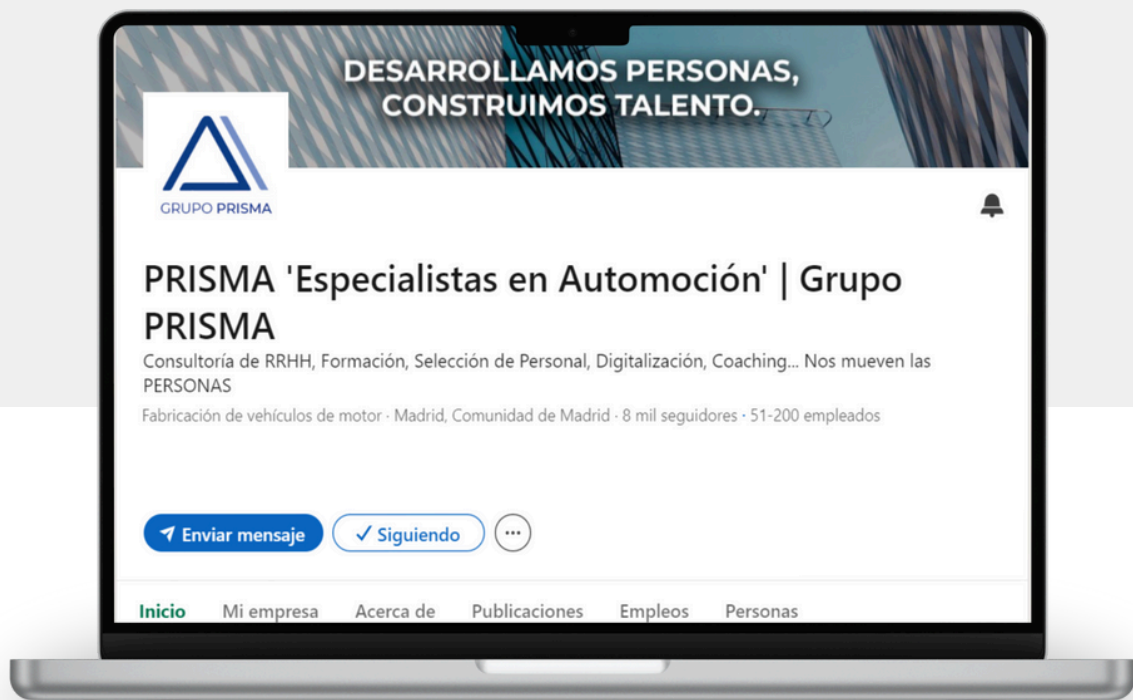 DESARROLLAMOS PERSONAS,
CONSTRUIMOS TALENTO.
GRUPO PRISMA
PRISMA 'Especialistas en Automoción' | Grupo
PRISMA
Consultoría de RRHH, Formación, Selección de Personal, Digitalización, Coaching... Nos mueven las
PERSONAS
Fabricación de vehículos de motor · Madrid, Comunidad de Madrid · 8 mil seguidores · 51-200 empleados
Enviar mensaje
Siguiendo
Inicio Mi empresa Acerca de Publicaciones Empleos Personas